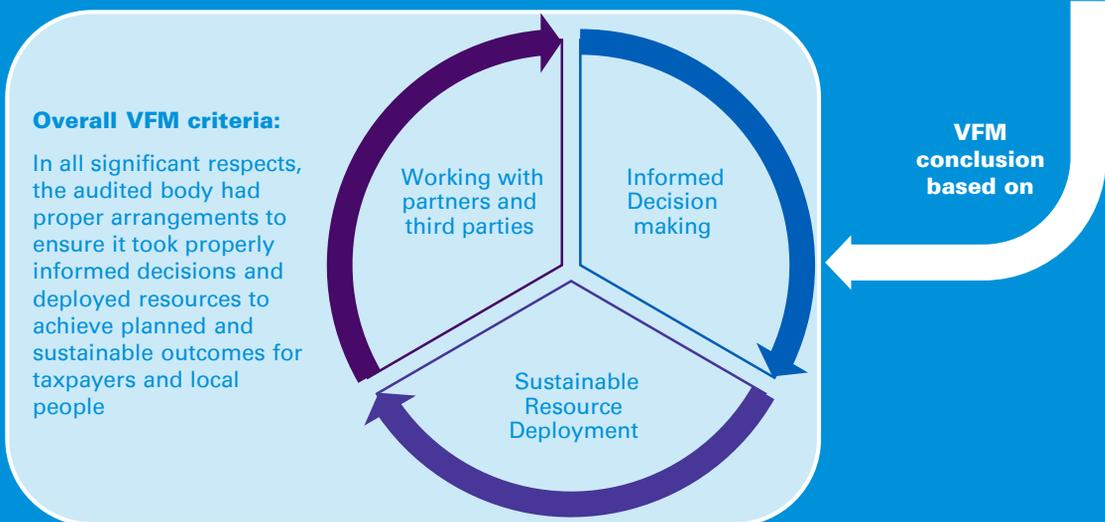 Overall VFM criteria:
In all significant respects,
the audited body had
proper arrangements to
ensure it took properly
informed decisions and
deployed resources to
achieve planned and
sustainable outcomes for
taxpayers and local
people
Working with
partners and
third parties
Informed
Decision
making
Sustainable
Resource
Deployment
VFM
conclusion
based on